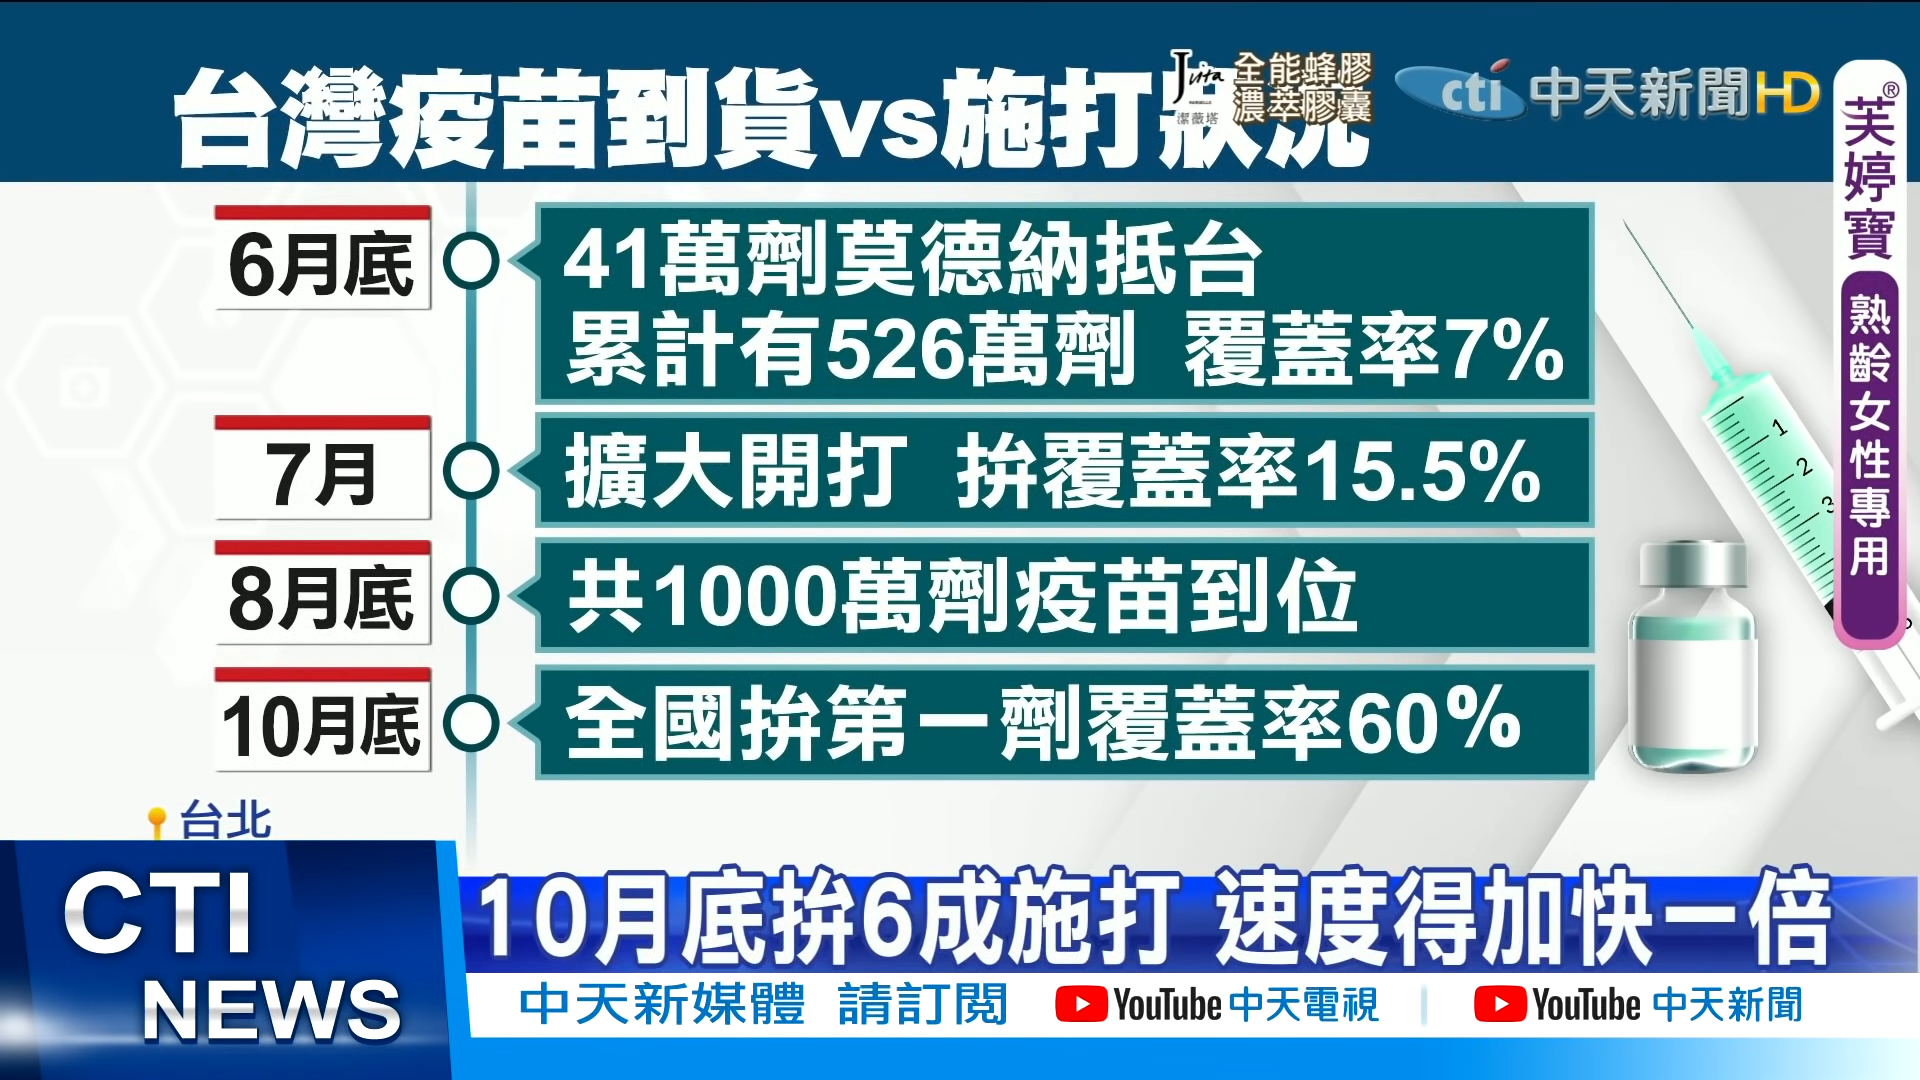 台灣疫苗到貨vs施打狀況
Juta
潔薇塔
全能蜂膠
濃萃膠囊
cti 中天新聞HD
芙婷寶®
熟齡女性專用
6月底
41萬劑莫德納抵台
累計有526萬劑 覆蓋率7%
7月
擴大開打 拚覆蓋率15.5%
8月底
共1000萬劑疫苗到位
10月底
全國拚第一劑覆蓋率60%
1
2
3
台北
CTI
NEWS
10月底拚6成施打 速度得加快一倍
中天新媒體 請訂閱 YouTube 中天電視 | YouTube 中天新聞